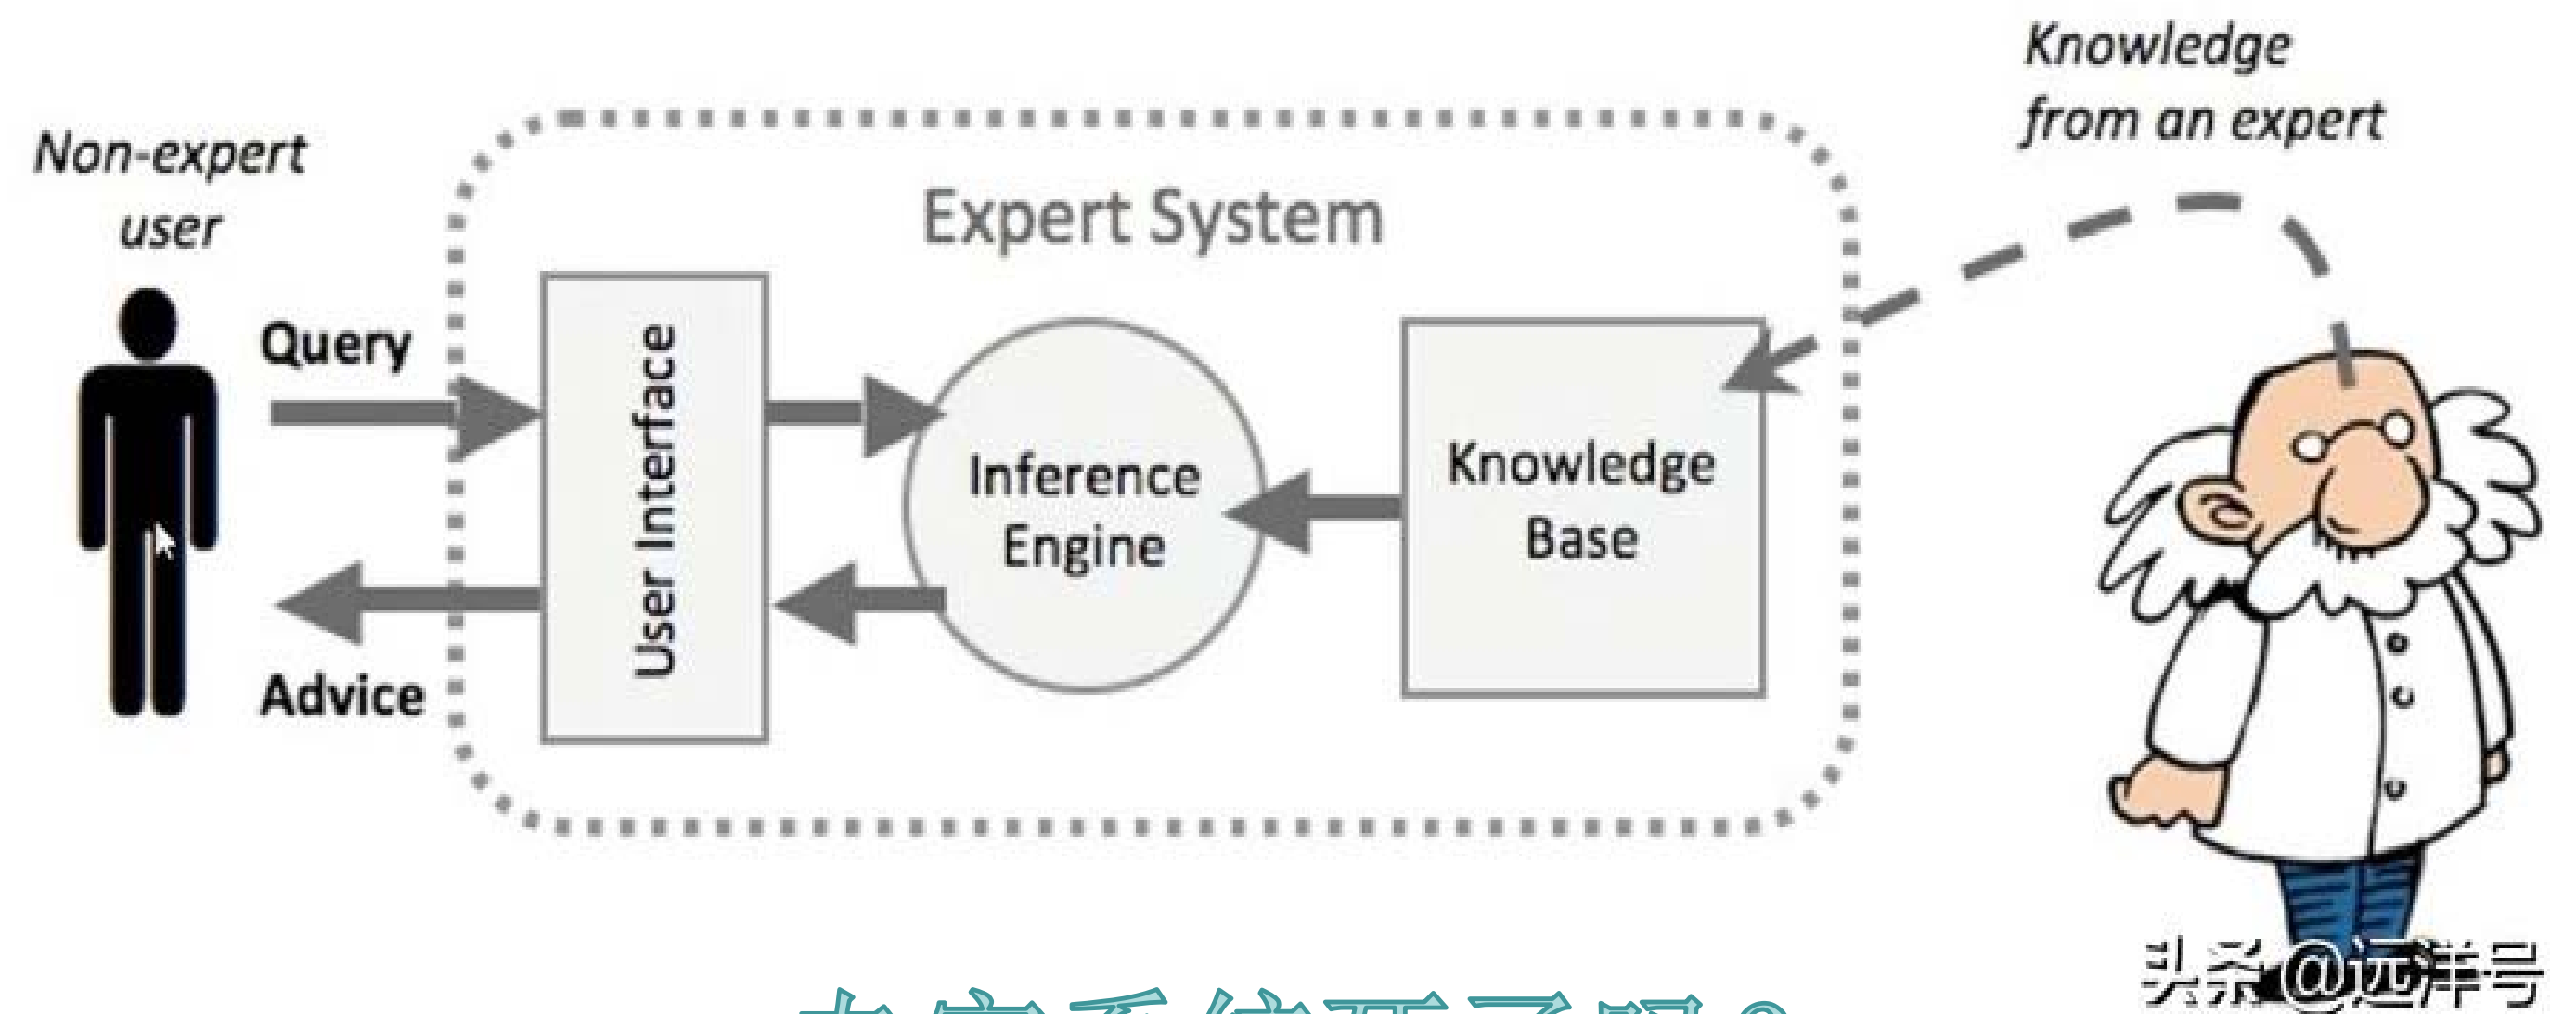 Knowledge
from an expert
Non-expert
user
Expert System
Query
User Interface
Inference
Engine
Knowledge
Base
Advice
头条@远洋号